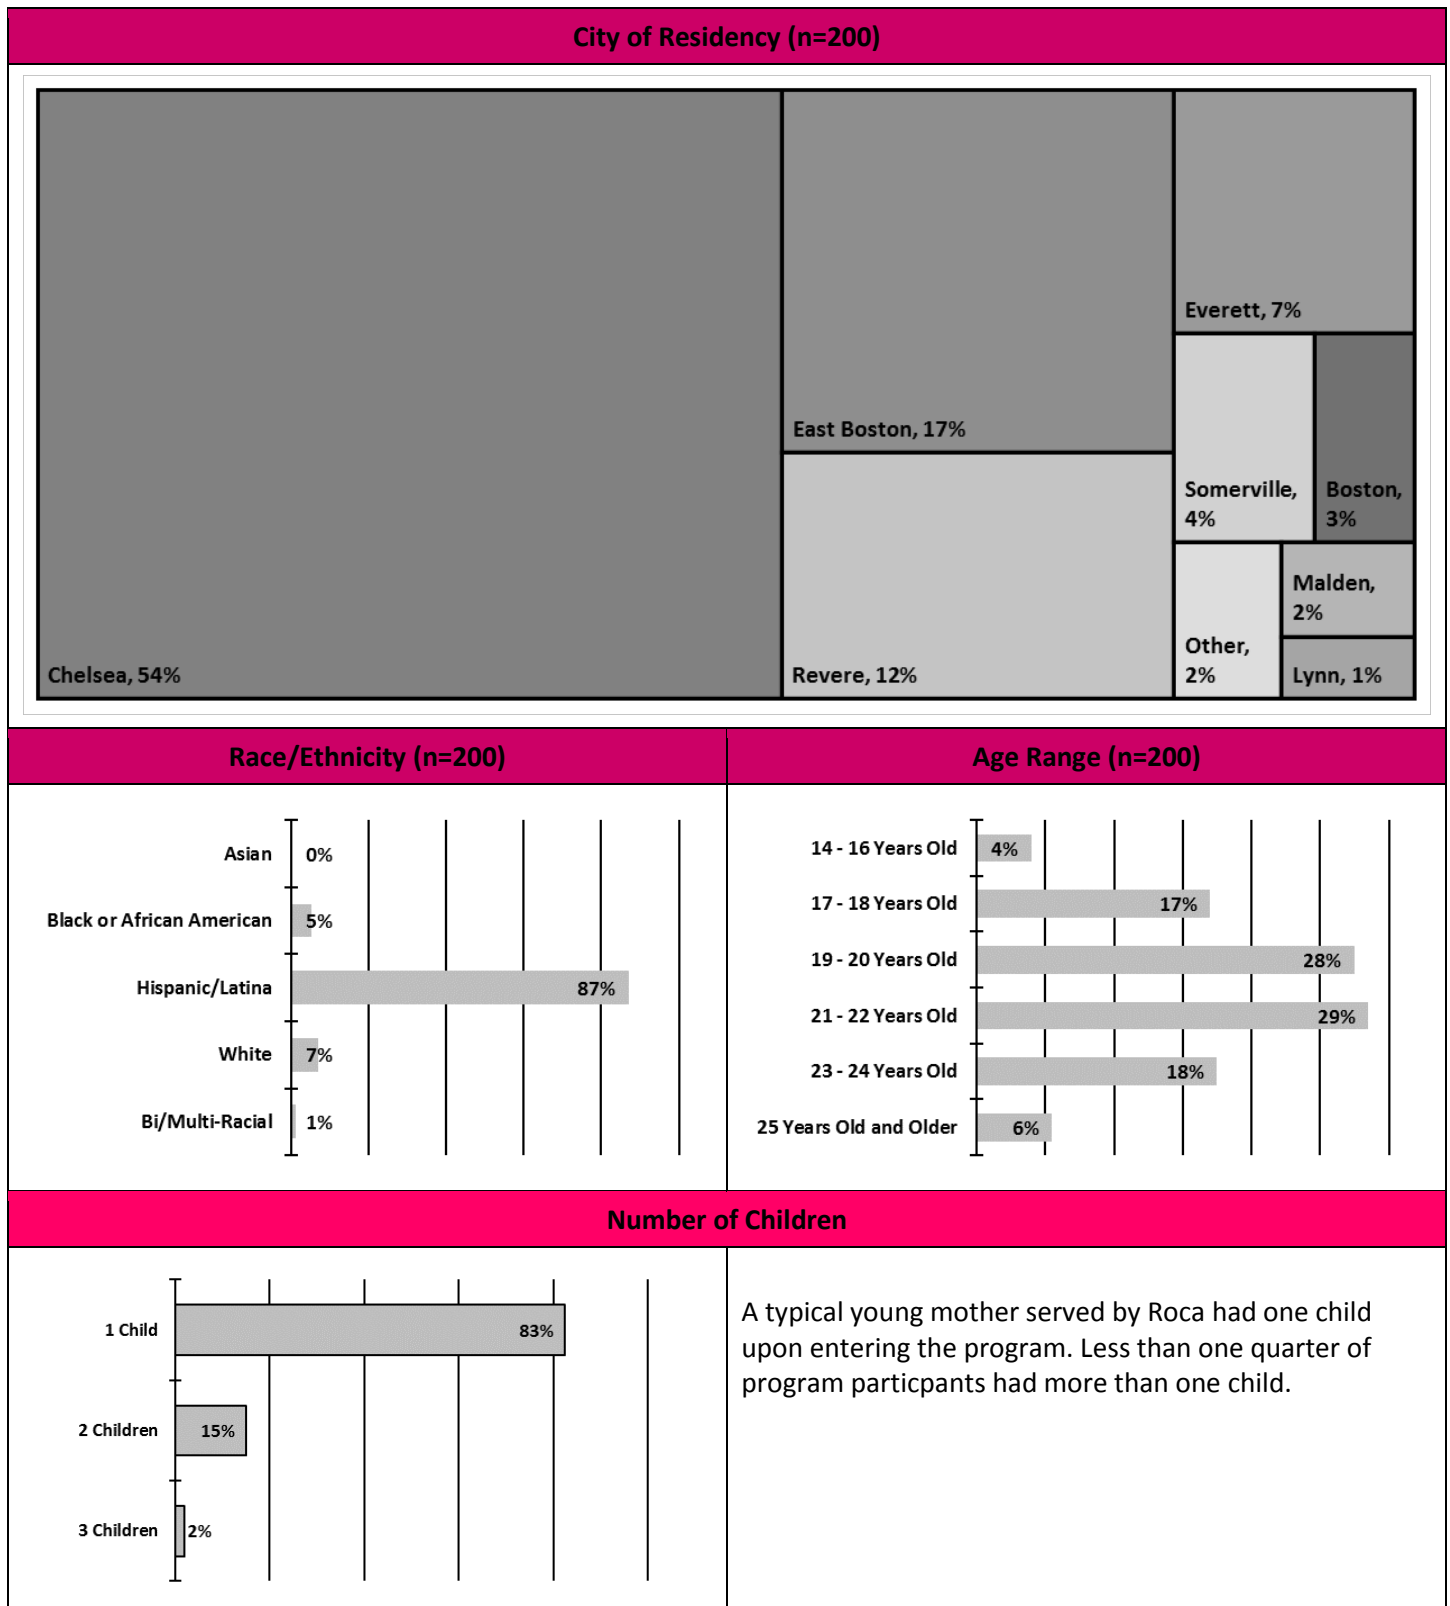 City of Residency (n=200)
Everett, 7%
East Boston, 17%
Somerville,
4%
Boston,
3%
Malden,
2%
Other,
2%
Chelsea, 54%
Revere, 12%
Lynn, 1%
Race/Ethnicity (n=200)
Asian 0%
Black or African American 5%
Hispanic/Latina 87%
White 7%
Bi/Multi-Racial 1%
Age Range (n=200)
14 - 16 Years Old 4%
17 - 18 Years Old 17%
19 - 20 Years Old 28%
21 - 22 Years Old 29%
23 - 24 Years Old 18%
25 Years Old and Older 6%
Number of Children
1 Child 83%
2 Children 15%
3 Children 2%
A typical young mother served by Roca had one child
upon entering the program. Less than one quarter of
program particpants had more than one child.